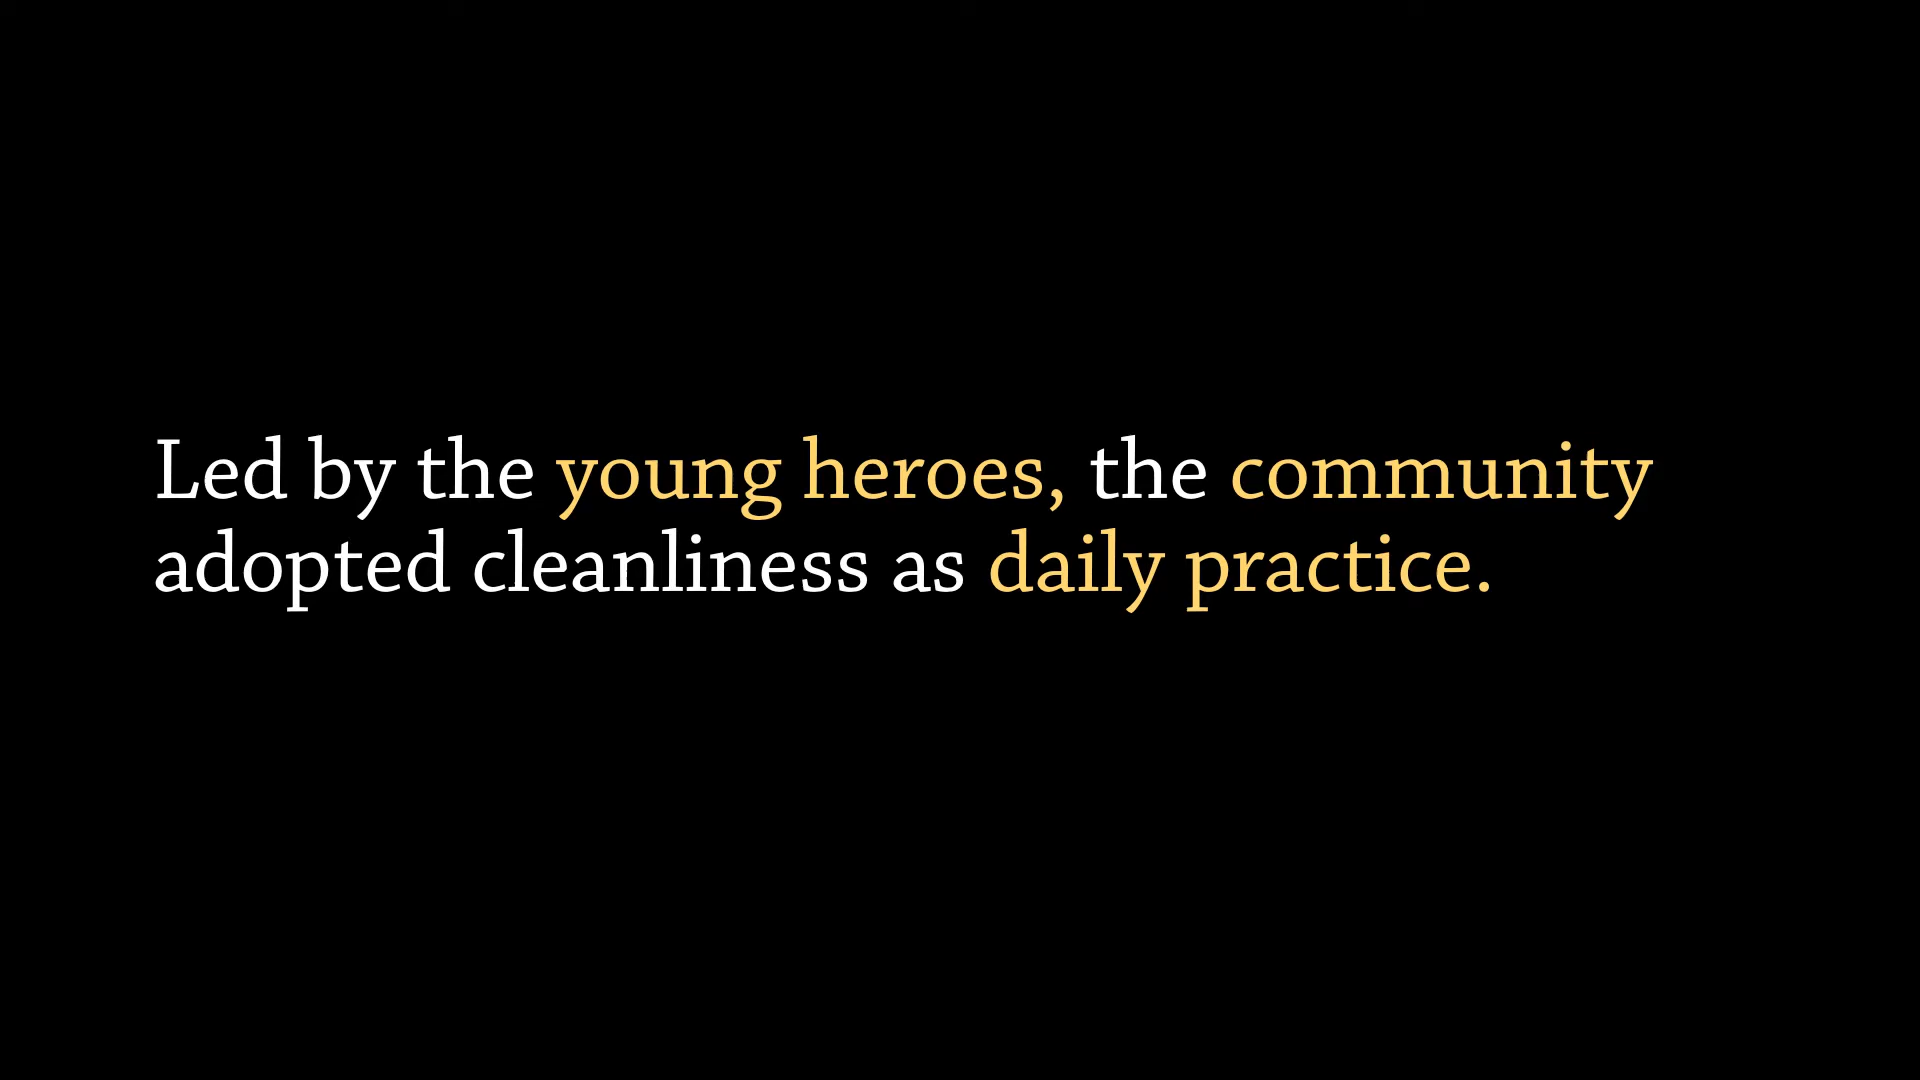 Led by the young heroes, the community
adopted cleanliness as daily practice.